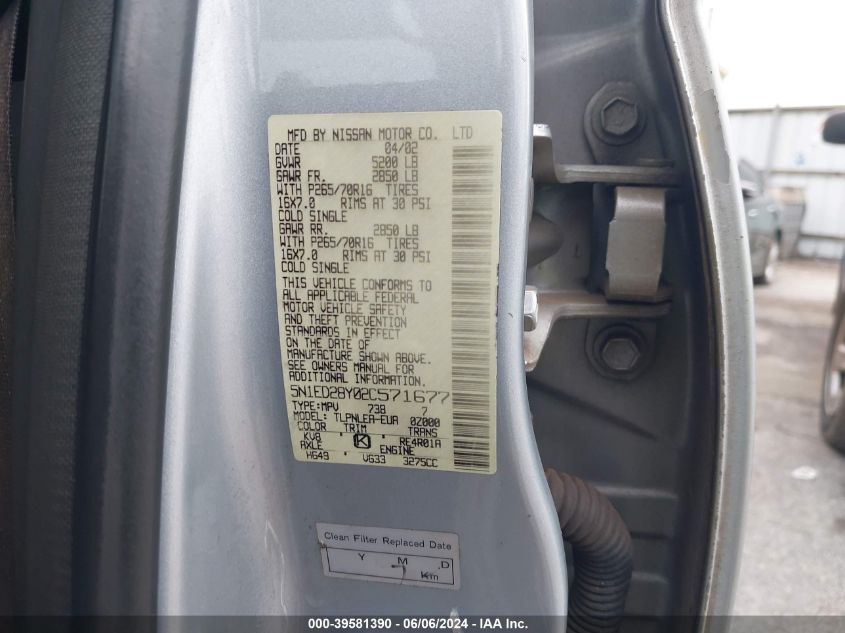 MFD BY NISSAN MOTOR CO. LTD
DATE 04/02
GVWR 5200 LB
GAWR FR. 2850 LB
WITH P265/70R16 TIRES
16X7.0 RIMS AT 30 PSI
COLD SINGLE
GAWR RR. 2850 LB
WITH P265/70R16 TIRES
16X7.0 RIMS AT 30 PSI
COLD SINGLE
THIS VEHICLE CONFORMS TO
ALL APPLICABLE FEDERAL
MOTOR VEHICLE SAFETY
AND THEFT PREVENTION
STANDARDS IN EFFECT
ON THE DATE OF
MANUFACTURE SHOWN ABOVE.
SEE OWNERS MANUAL FOR
ADDITIONAL INFORMATION
5N1ED28Y02C571677
TYPE:MPV 738 7
MODEL: TLPNLEA-EUA 0Z000
COLOR TRIM TRANS
KV8 K RE4R01A
AXLE ENGINE
HG49 VG33 3275CC
Clean Filter Replaced Date
Y M .D
Km
000-39581390 - 06/06/2024 - IAA Inc.